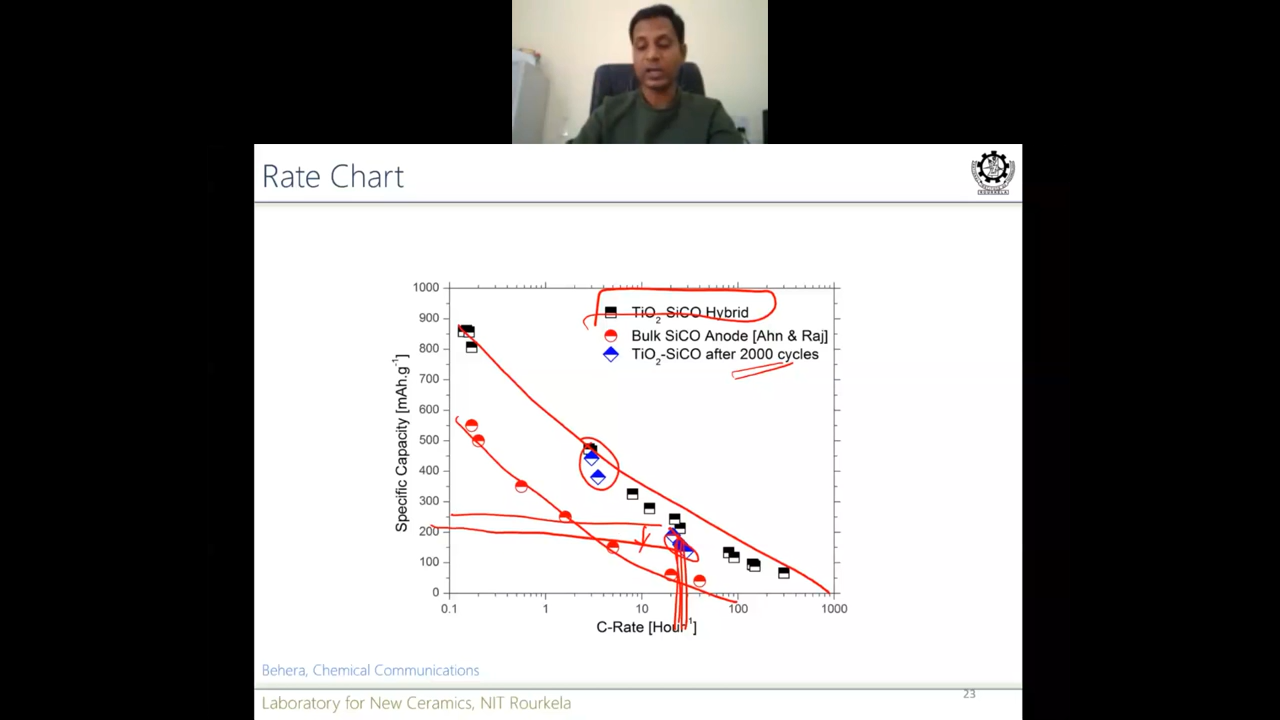 Rate Chart
1000
900
800
700
600
500
400
300
200
100
0
Specific Capacity [mAh.g-1]
TiO2-SiCO Hybrid
Bulk SiCO Anode [Ahn & Raj]
TiO2-SiCO after 2000 cycles
0.1 1 10 100 1000
C-Rate [Hour-1]
Behera, Chemical Communications
23
Laboratory for New Ceramics, NIT Rourkela